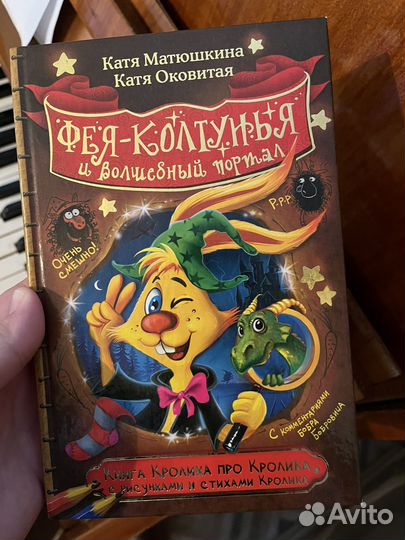 Катя Матюшкина
Катя Оковитая
Фея-колтунья
и волшебный портал
Р-р-р
Очень
смешно!
С комментариями
бобра
Бобровица
Книга Кролика про Кролика
с рисунками и стихами Кролика
Avito